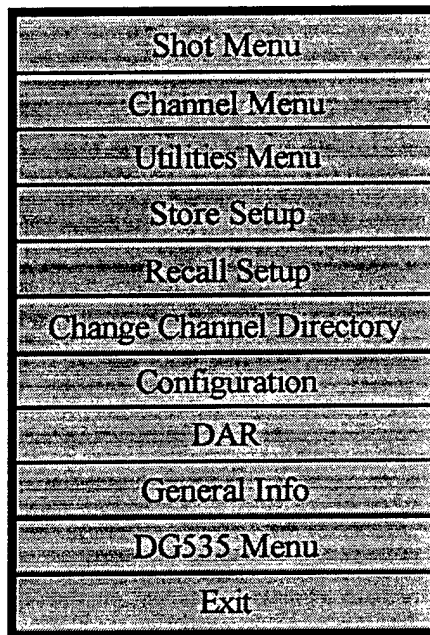 Shot Menu
Channel Menu
Utilities Menu
Store Setup
Recall Setup
Change Channel Directory
Configuration
DAR
General Info
DG535 Menu
Exit